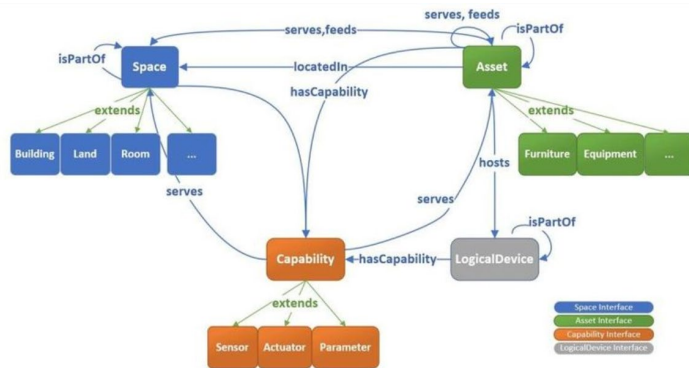 serves, feeds
isPartOf
serves,feeds
isPartOf
Space
locatedIn
Asset
hasCapability
extends
extends
Building
Land
Room
...
Furniture
Equipment
...
hosts
serves
serves
isPartOf
Capability
hasCapability
LogicalDevice
extends
Space Interface
Asset Interface
Sensor
Actuator
Parameter
Capability Interface
LogicalDevice Interface